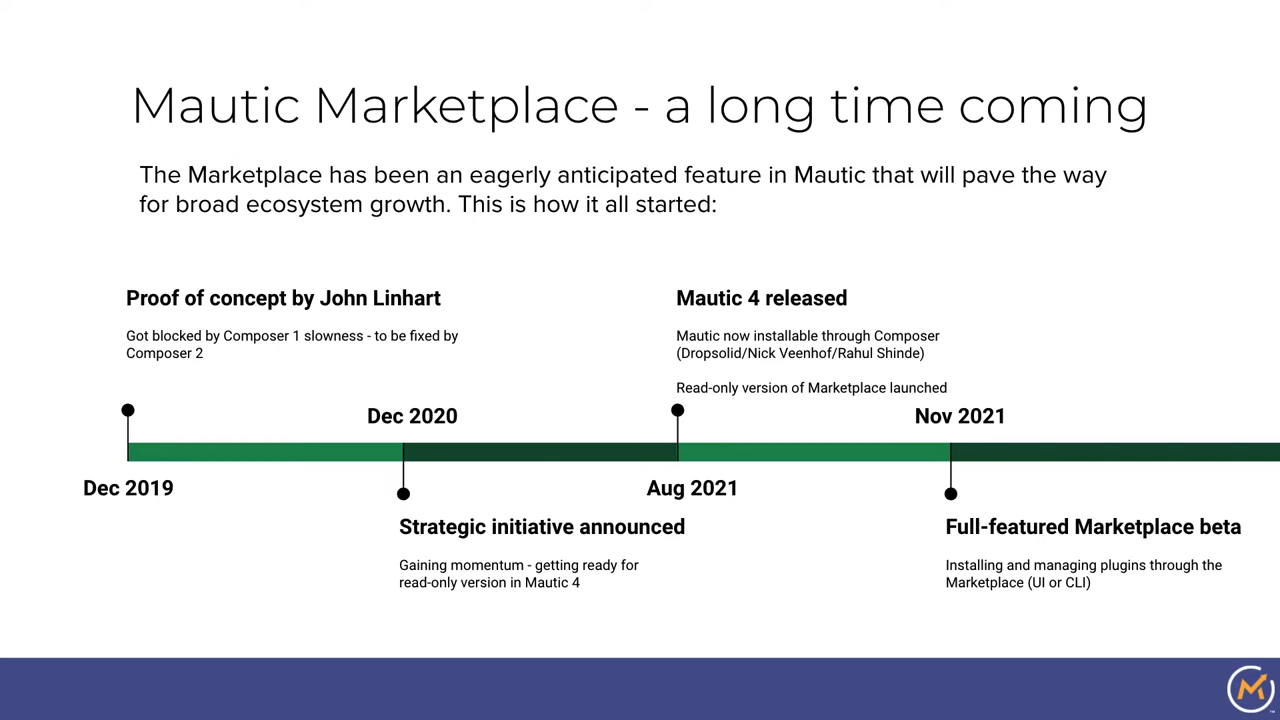 Mautic Marketplace - a long time coming
The Marketplace has been an eagerly anticipated feature in Mautic that will pave the way
for broad ecosystem growth. This is how it all started:
Proof of concept by John Linhart
Got blocked by Composer 1 slowness - to be fixed by
Composer 2
Dec 2019
Dec 2020
Strategic initiative announced
Gaining momentum - getting ready for
read-only version in Mautic 4
Mautic 4 released
Mautic now installable through Composer
(Dropsolid/Nick Veenhof/Rahul Shinde)
Read-only version of Marketplace launched
Aug 2021
Nov 2021
Full-featured Marketplace beta
Installing and managing plugins through the
Marketplace (UI or CLI)